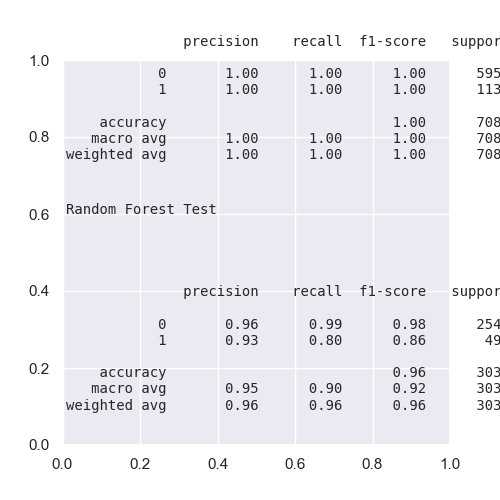 precision recall f1-score suppor
1.0
0 1.00 1.00 1.00 595
1 1.00 1.00 1.00 113
accuracy 1.00 708
0.8
macro avg 1.00 1.00 1.00 708
weighted avg 1.00 1.00 1.00 708
Random Forest Test
0.6
0.4
precision recall f1-score suppor
0 0.96 0.99 0.98 254
1 0.93 0.80 0.86 49
0.2
accuracy 0.96 303
macro avg 0.95 0.90 0.92 303
weighted avg 0.96 0.96 0.96 303
0.0
0.0 0.2 0.4 0.6 0.8 1.0